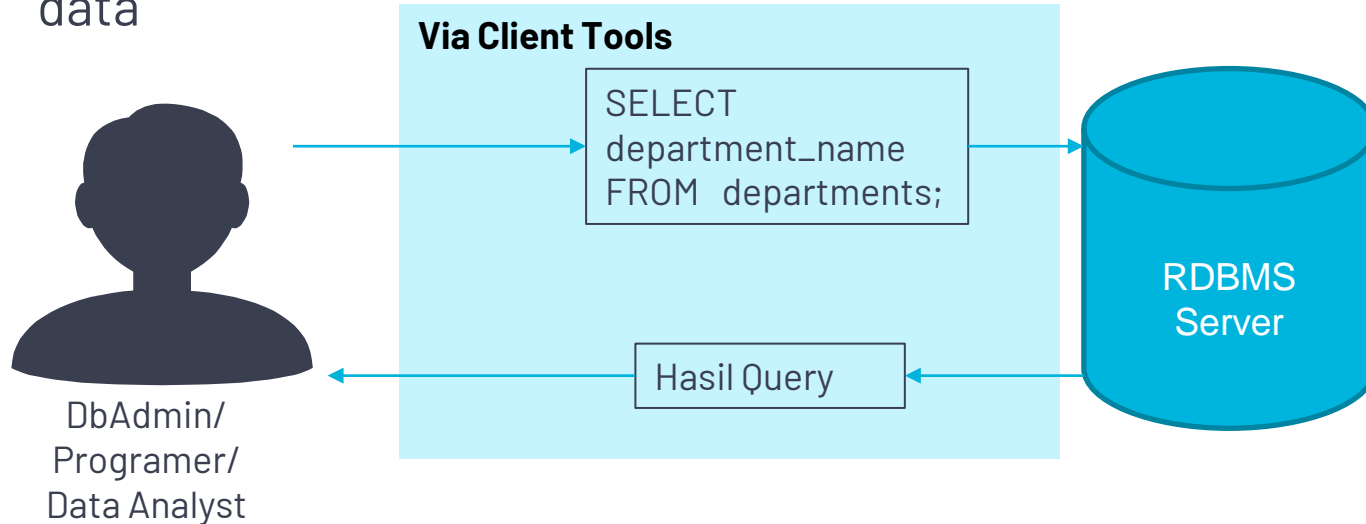 data
Via Client Tools
SELECT
department_name
FROM departments;
RDBMS
Server
Hasil Query
DbAdmin/
Programer/
Data Analyst